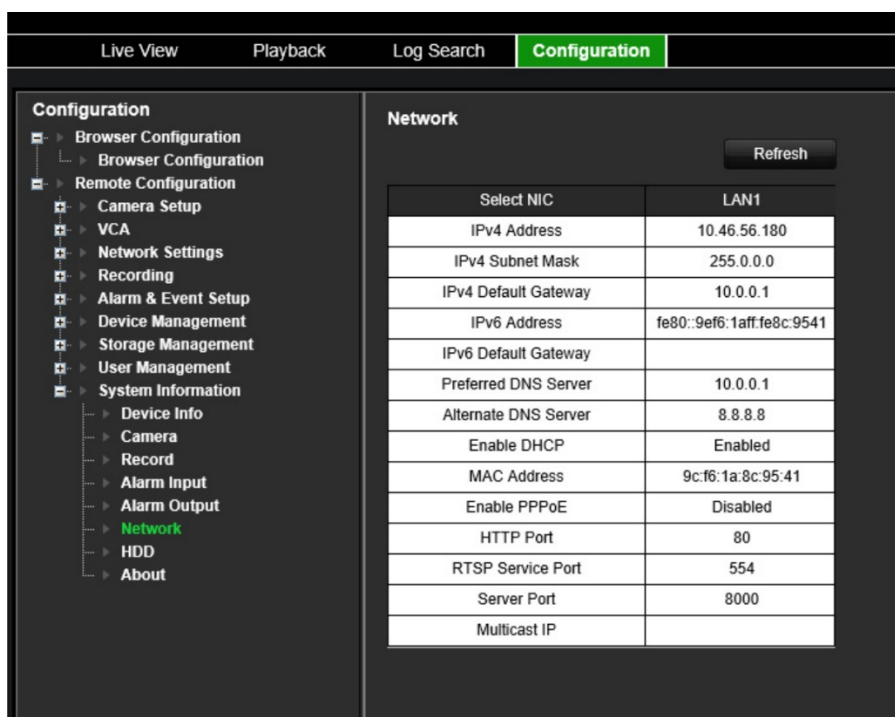 Live View Playback Log Search Configuration
Configuration
Browser Configuration
Browser Configuration
Remote Configuration
Camera Setup
VCA
Network Settings
Recording
Alarm & Event Setup
Device Management
Storage Management
User Management
System Information
Device Info
Camera
Record
Alarm Input
Alarm Output
Network
HDD
About
Network
Refresh
Select NIC LAN1
IPv4 Address 10.46.56.180
IPv4 Subnet Mask 255.0.0.0
IPv4 Default Gateway 10.0.0.1
IPv6 Address fe80::9ef6:1aff:fe8c:9541
IPv6 Default Gateway
Preferred DNS Server 10.0.0.1
Alternate DNS Server 8.8.8.8
Enable DHCP Enabled
MAC Address 9c:f6:1a:8c:95:41
Enable PPPoE Disabled
HTTP Port 80
RTSP Service Port 554
Server Port 8000
Multicast IP